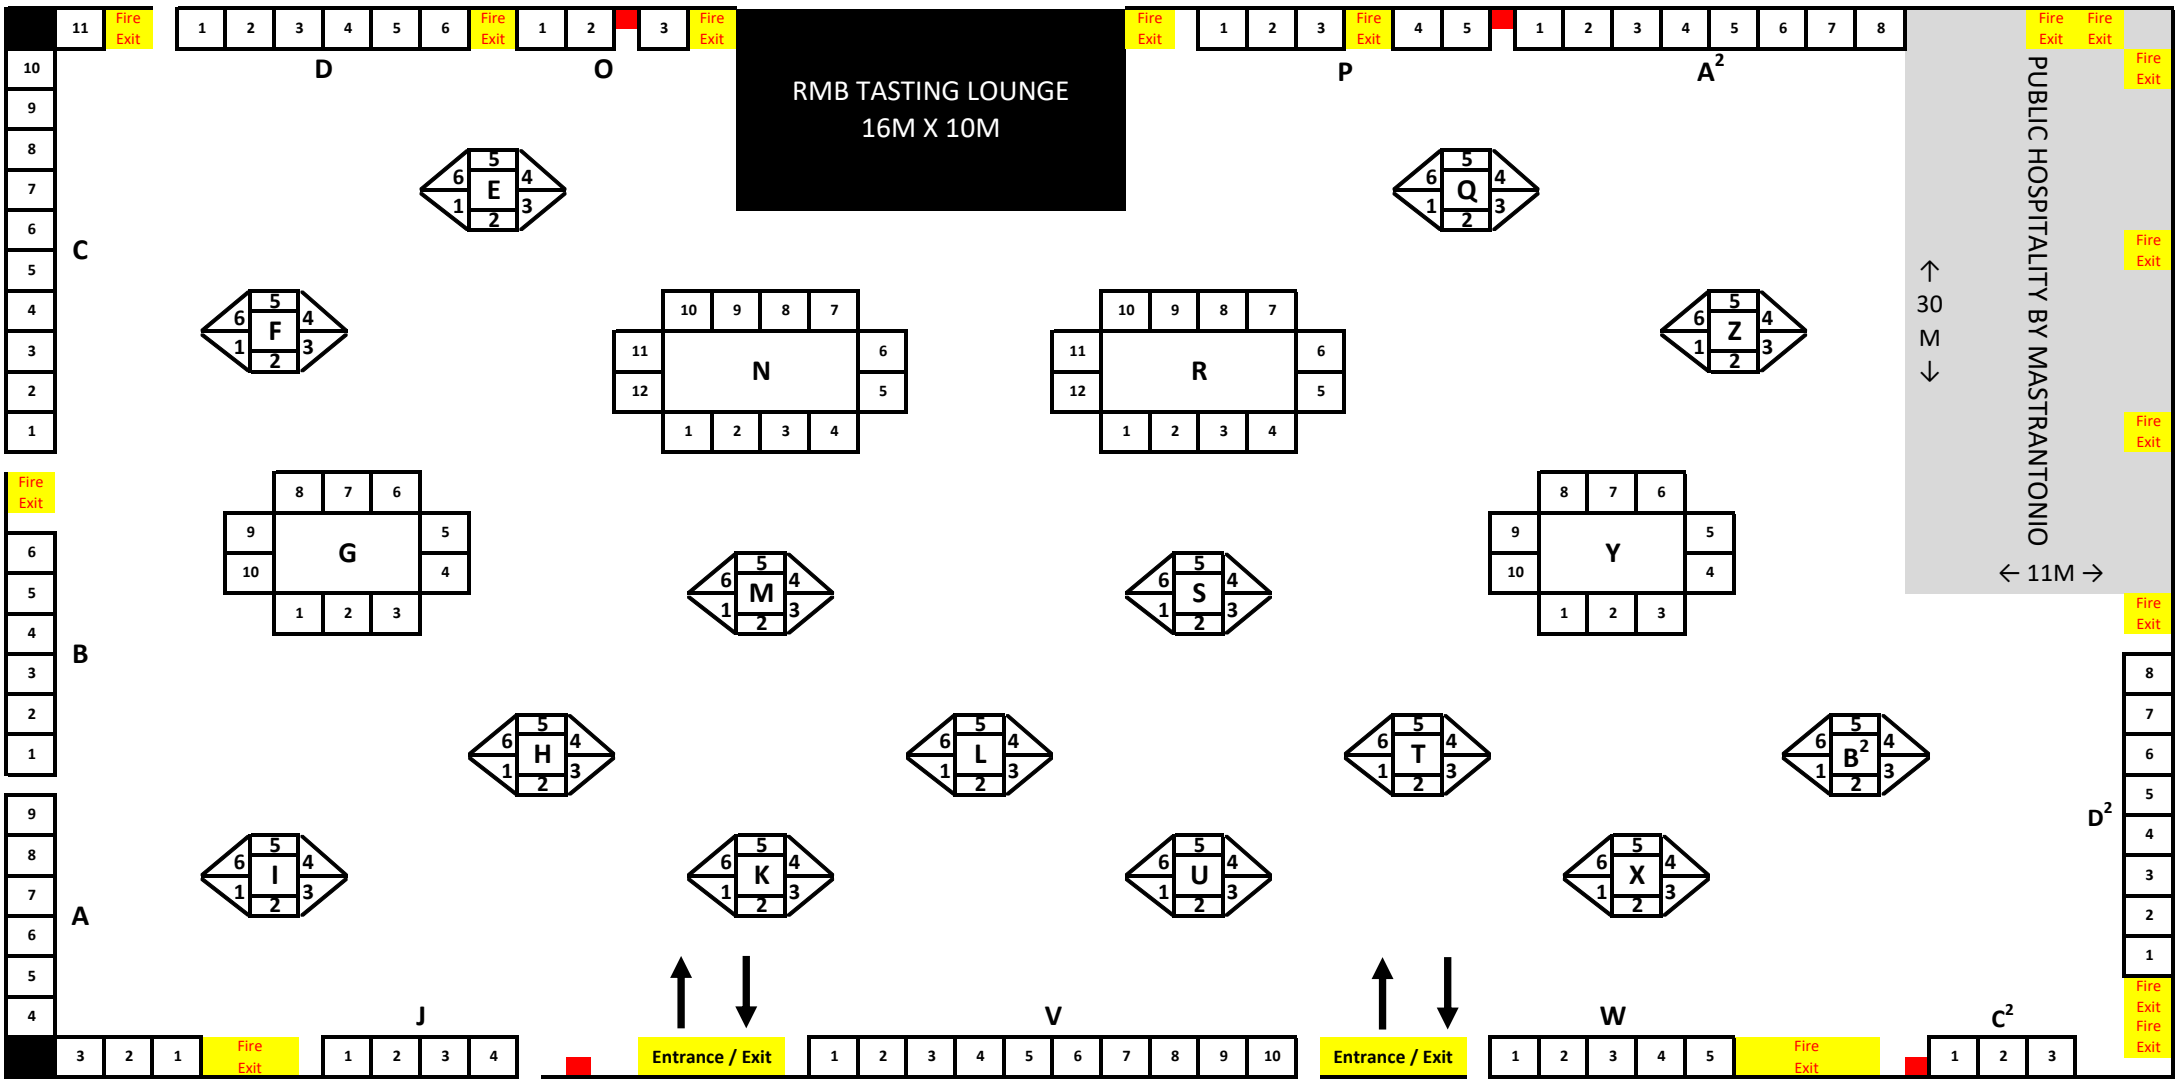 11 Fire 1 2 3 4 5 6 Fire 1 2 3 Fire Fire 1 2 3 Fire 4 5 1 2 3 4 5 6 7 8 Fire Fire
Exit Exit Exit Exit Exit Exit Exit
D O P A²
RMB TASTING LOUNGE
16M X 10M
10
9
8
7
6
5
4
3
2
1
C
Fire
Exit
6
5
4
3
2
1
B
9
8
7
6
5
4
A
5
6 E 4
1 3
2
5
6 Q 4
1 3
2
5
6 F 4
1 3
2
10 9 8 7
11 6
N
12 5
1 2 3 4
10 9 8 7
11 6
R
12 5
1 2 3 4
5
6 Z 4
1 3
2
PUBLIC HOSPITALITY BY MASTRANTONIO
↑
30
M
↓
← 11M →
Fire
Exit
Fire
Exit
Fire
Exit
Fire
Exit
8 7 6
9 5
G
10 4
1 2 3
5
6 M 4
1 3
2
5
6 S 4
1 3
2
8 7 6
9 5
Y
10 4
1 2 3
5
6 H 4
1 3
2
5
6 L 4
1 3
2
5
6 T 4
1 3
2
5
6 B² 4
1 3
2
8
7
6
5
4
3
2
1
D²
5
6 I 4
1 3
2
5
6 K 4
1 3
2
5
6 U 4
1 3
2
5
6 X 4
1 3
2
Fire
Exit
Fire
Exit
J V W C²
3 2 1 Fire 1 2 3 4 Entrance / Exit 1 2 3 4 5 6 7 8 9 10 Entrance / Exit 1 2 3 4 5 Fire 1 2 3
Exit Exit